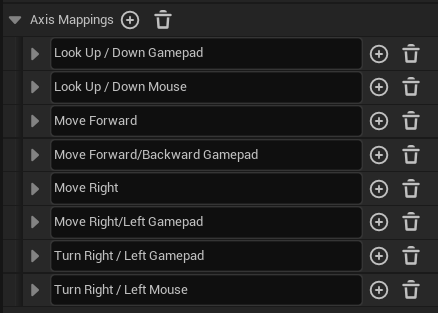 Axis Mappings
Look Up / Down Gamepad
Look Up / Down Mouse
Move Forward
Move Forward/Backward Gamepad
Move Right
Move Right/Left Gamepad
Turn Right / Left Gamepad
Turn Right / Left Mouse